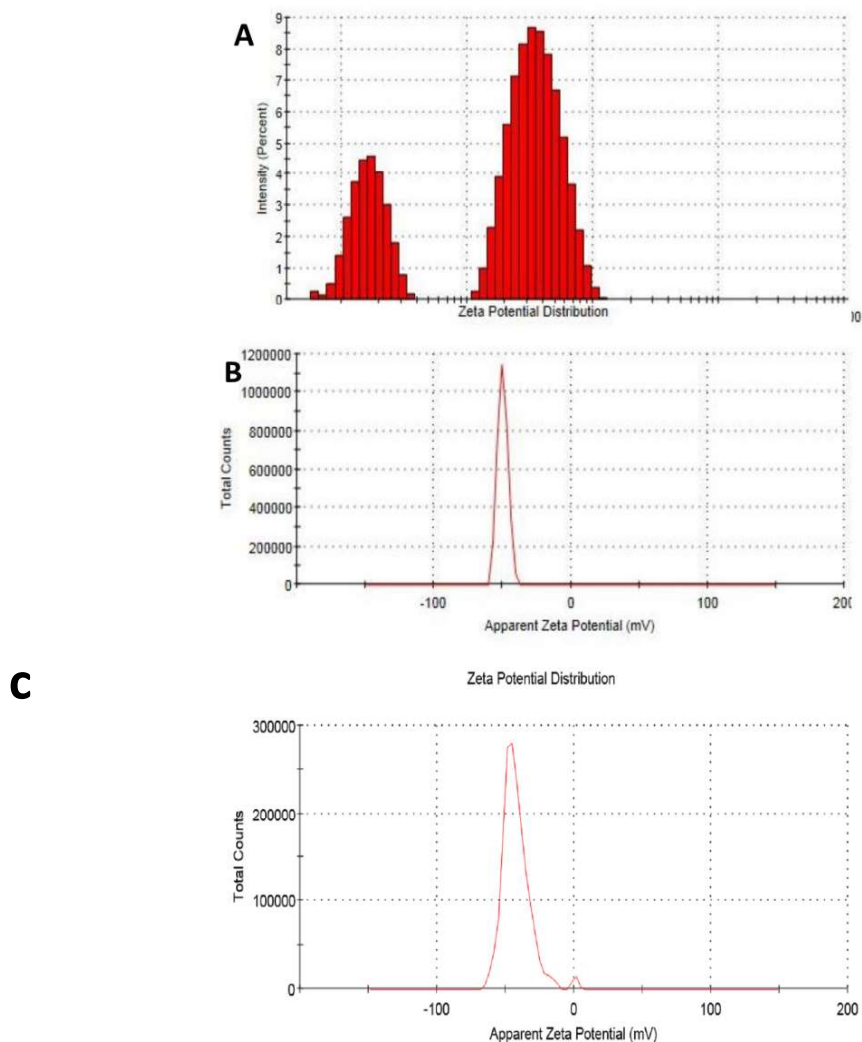 A
Intensity (Percent)
9
8
7
6
5
4
3
2
1
0
Zeta Potential Distribution
00
B
Total Counts
1200000
1000000
800000
600000
400000
200000
0
-100 0 100 200
Apparent Zeta Potential (mV)
C
Zeta Potential Distribution
Total Counts
300000
200000
100000
0
-100 0 100 200
Apparent Zeta Potential (mV)